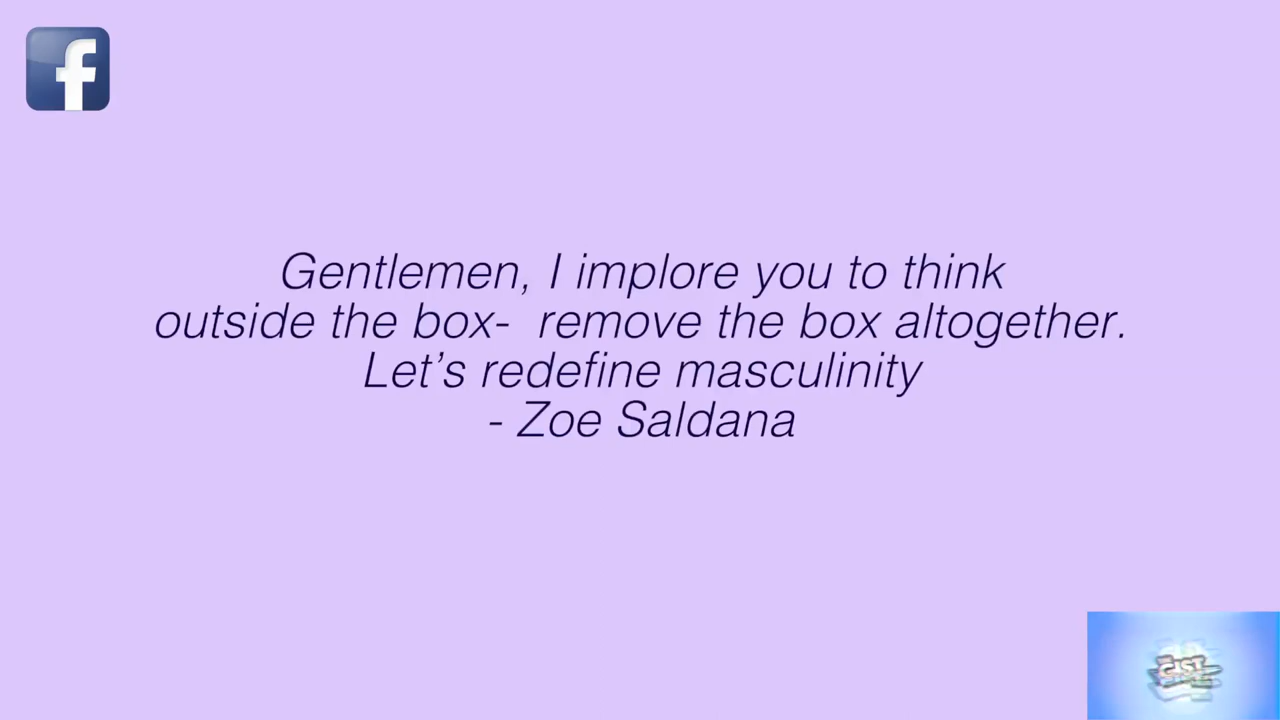 Gentlemen, I implore you to think
outside the box-  remove the box altogether.
Let’s redefine masculinity
- Zoe Saldana